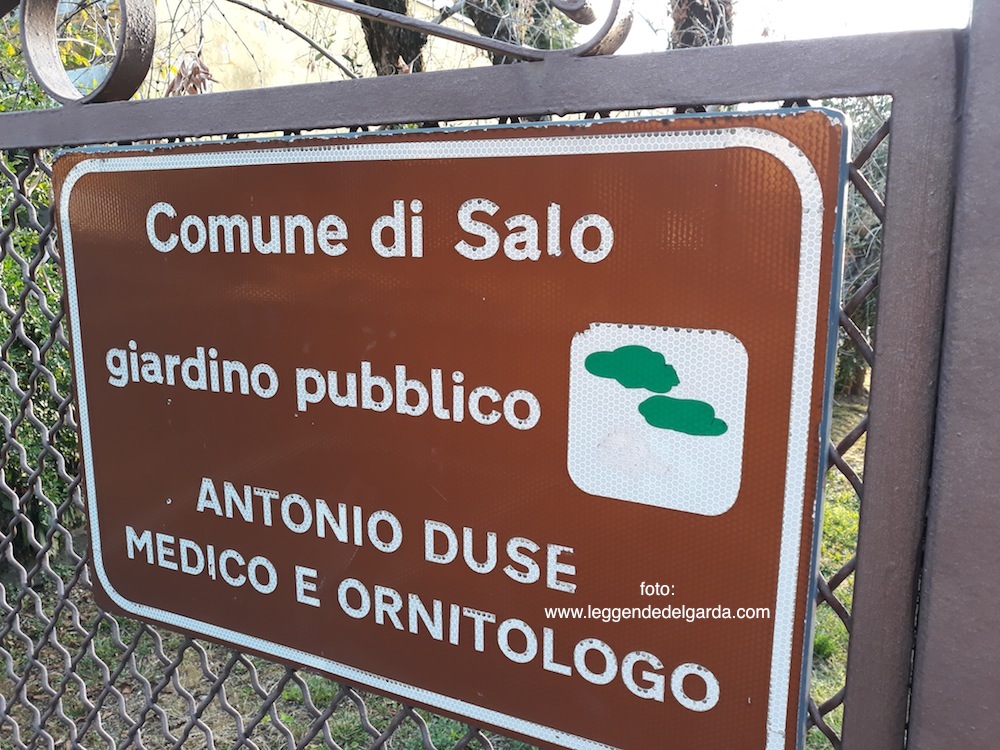 Comune di Salo
giardino pubblico
ANTONIO DUSE
MEDICO E ORNITOLOGO
foto:
www.leggendedelgarda.com